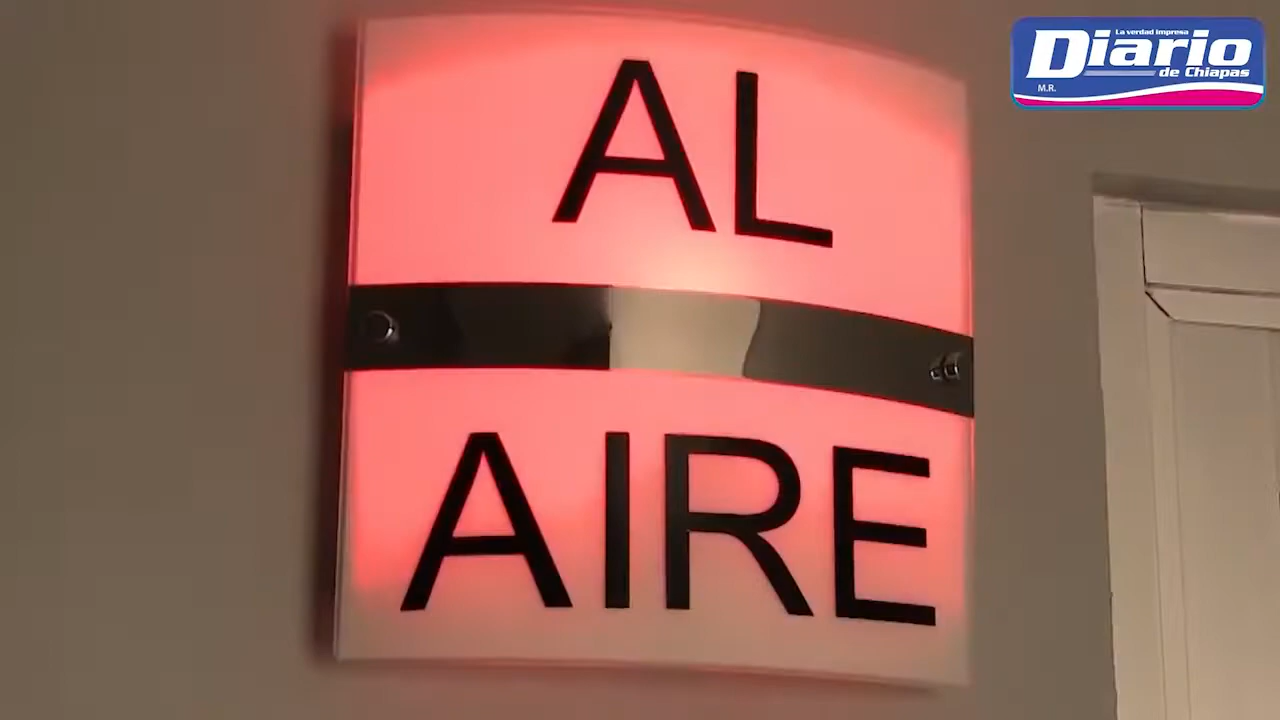 AL
AIRE
La verdad impresa
Diario
de Chiapas
M.R.